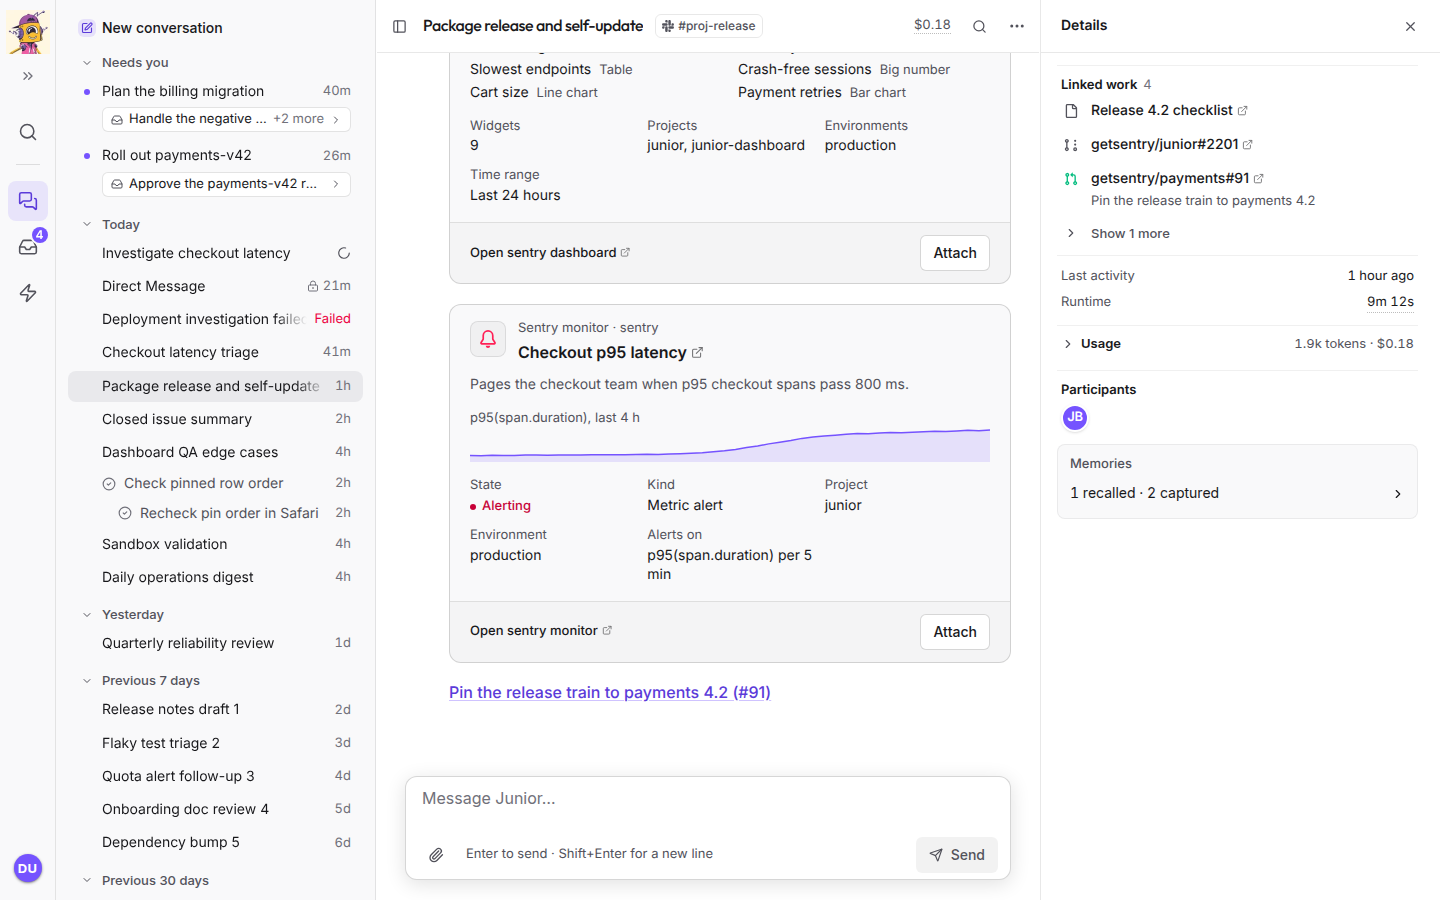 New conversation
Needs you
Plan the billing migration 40m
Handle the negative ... +2 more
Roll out payments-v42 26m
Approve the payments-v42 r...
Today
Investigate checkout latency
Direct Message 21m
Deployment investigation failed Failed
Checkout latency triage 41m
Package release and self-update 1h
Closed issue summary 2h
Dashboard QA edge cases 4h
Check pinned row order 2h
Recheck pin order in Safari 2h
Sandbox validation 4h
Daily operations digest 4h
Yesterday
Quarterly reliability review 1d
Previous 7 days
Release notes draft 1 2d
Flaky test triage 2 3d
Quota alert follow-up 3 4d
Onboarding doc review 4 5d
Dependency bump 5 6d
Previous 30 days
4
DU
Package release and self-update #proj-release $0.18
Slowest endpoints Table
Crash-free sessions Big number
Cart size Line chart
Payment retries Bar chart
Widgets
9
Projects
junior, junior-dashboard
Environments
production
Time range
Last 24 hours
Open sentry dashboard
Attach
Sentry monitor · sentry
Checkout p95 latency
Pages the checkout team when p95 checkout spans pass 800 ms.
p95(span.duration), last 4 h
State
Alerting
Kind
Metric alert
Project
junior
Environment
production
Alerts on
p95(span.duration) per 5
min
Open sentry monitor
Attach
Pin the release train to payments 4.2 (#91)
Message Junior...
Enter to send · Shift+Enter for a new line
Send
Details
Linked work 4
Release 4.2 checklist
getsentry/junior#2201
getsentry/payments#91
Pin the release train to payments 4.2
Show 1 more
Last activity 1 hour ago
Runtime 9m 12s
Usage 1.9k tokens · $0.18
Participants
JB
Memories
1 recalled · 2 captured